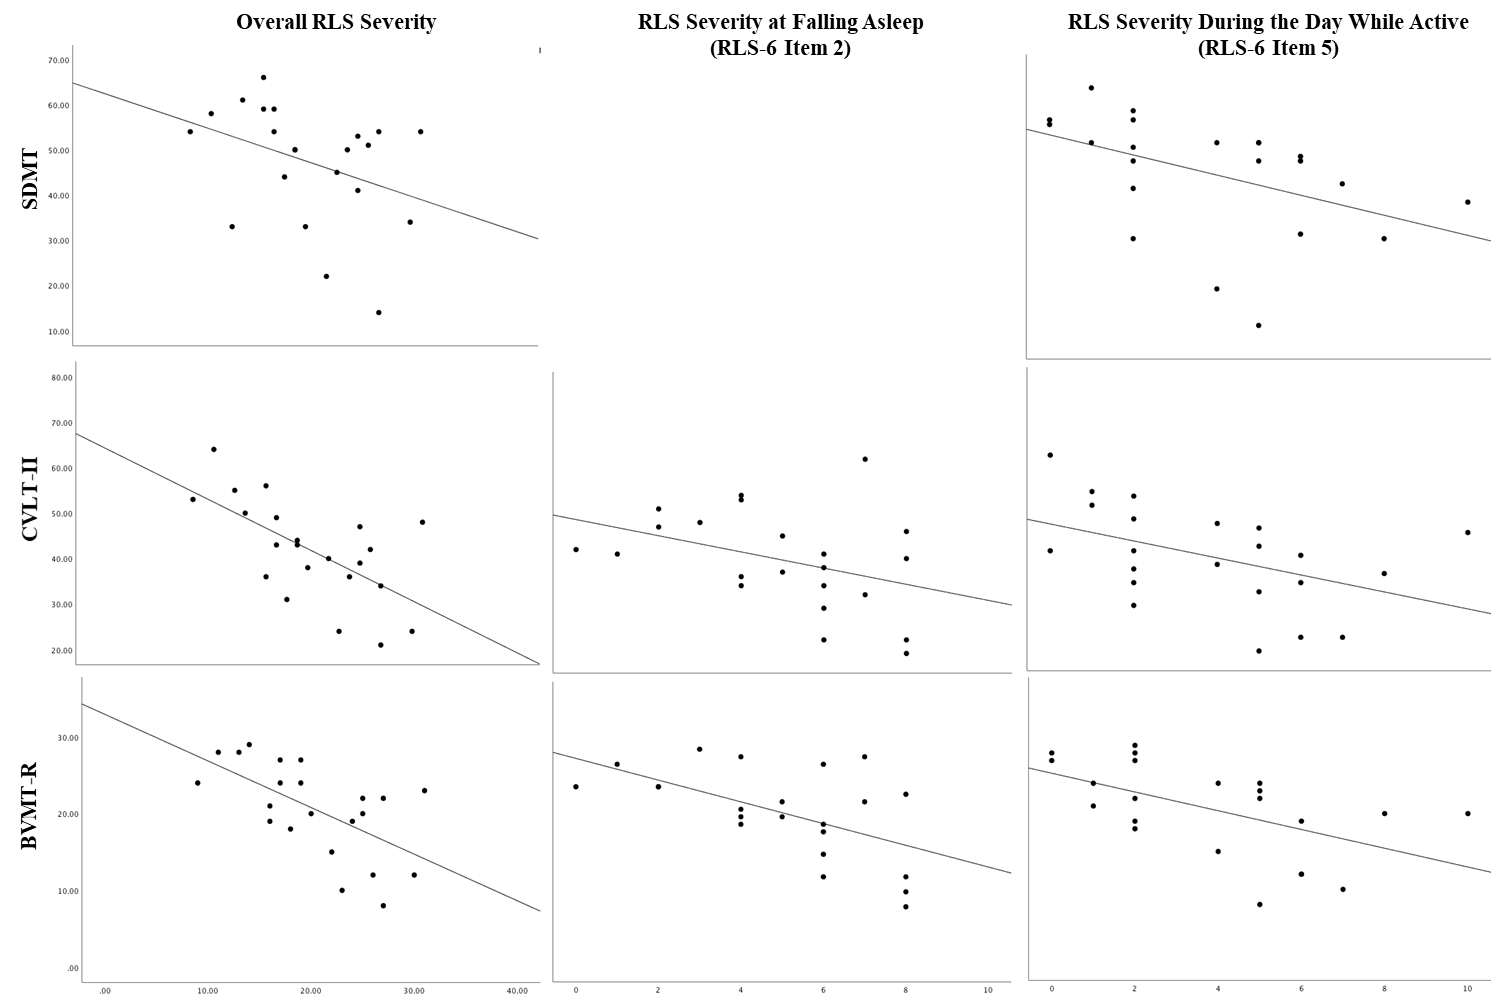 Overall RLS Severity
RLS Severity at Falling Asleep
(RLS-6 Item 2)
RLS Severity During the Day While Active
(RLS-6 Item 5)
SDMT
70.00
60.00
50.00
40.00
30.00
20.00
10.00
CVLT-II
80.00
70.00
60.00
50.00
40.00
30.00
20.00
BVMT-R
30.00
20.00
10.00
.00
.00 10.00 20.00 30.00 40.00
0 2 4 6 8 10
0 2 4 6 8 10